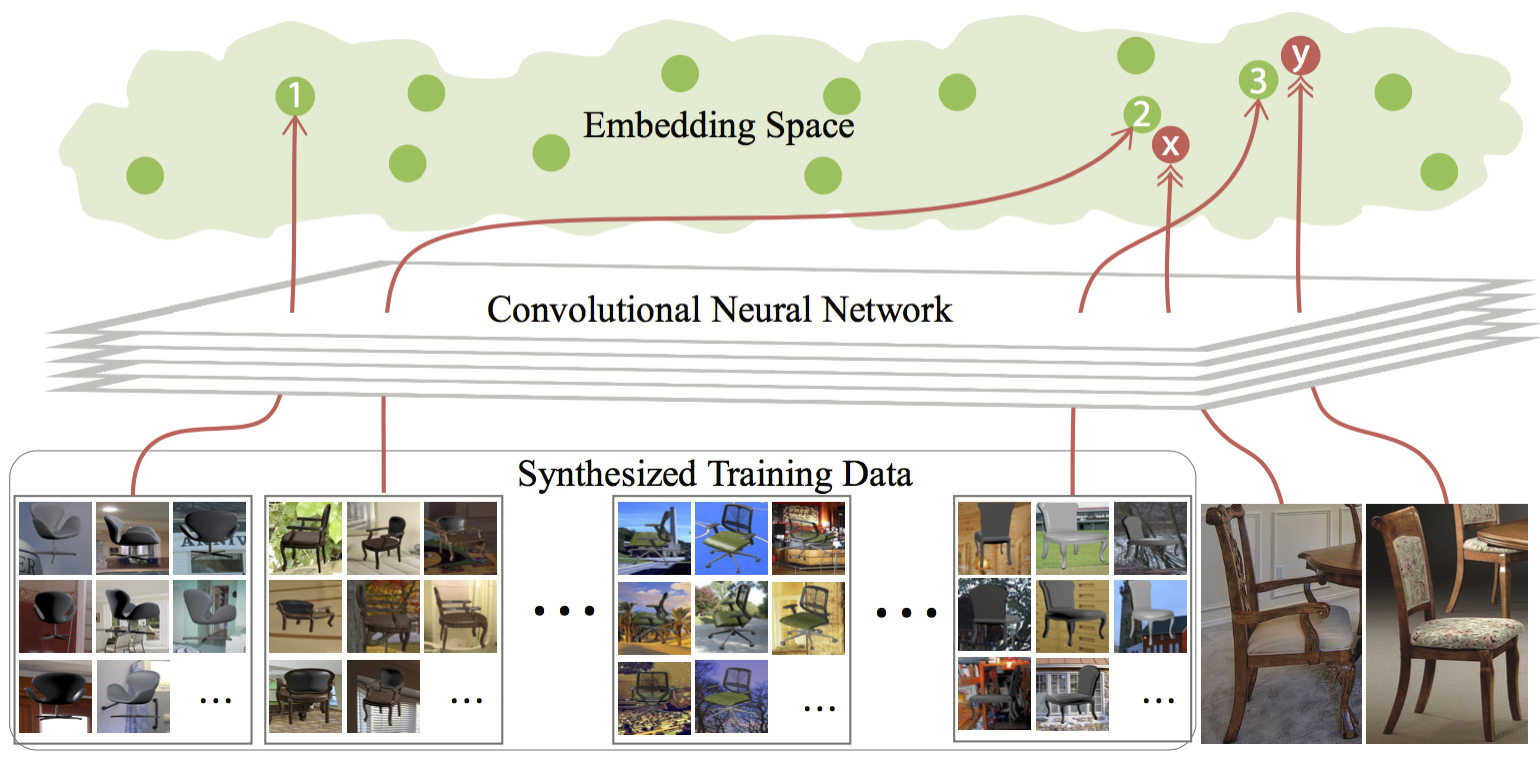 1
2
3
x
y
Embedding Space
Convolutional Neural Network
Synthesized Training Data
...
...
...
...
...
...